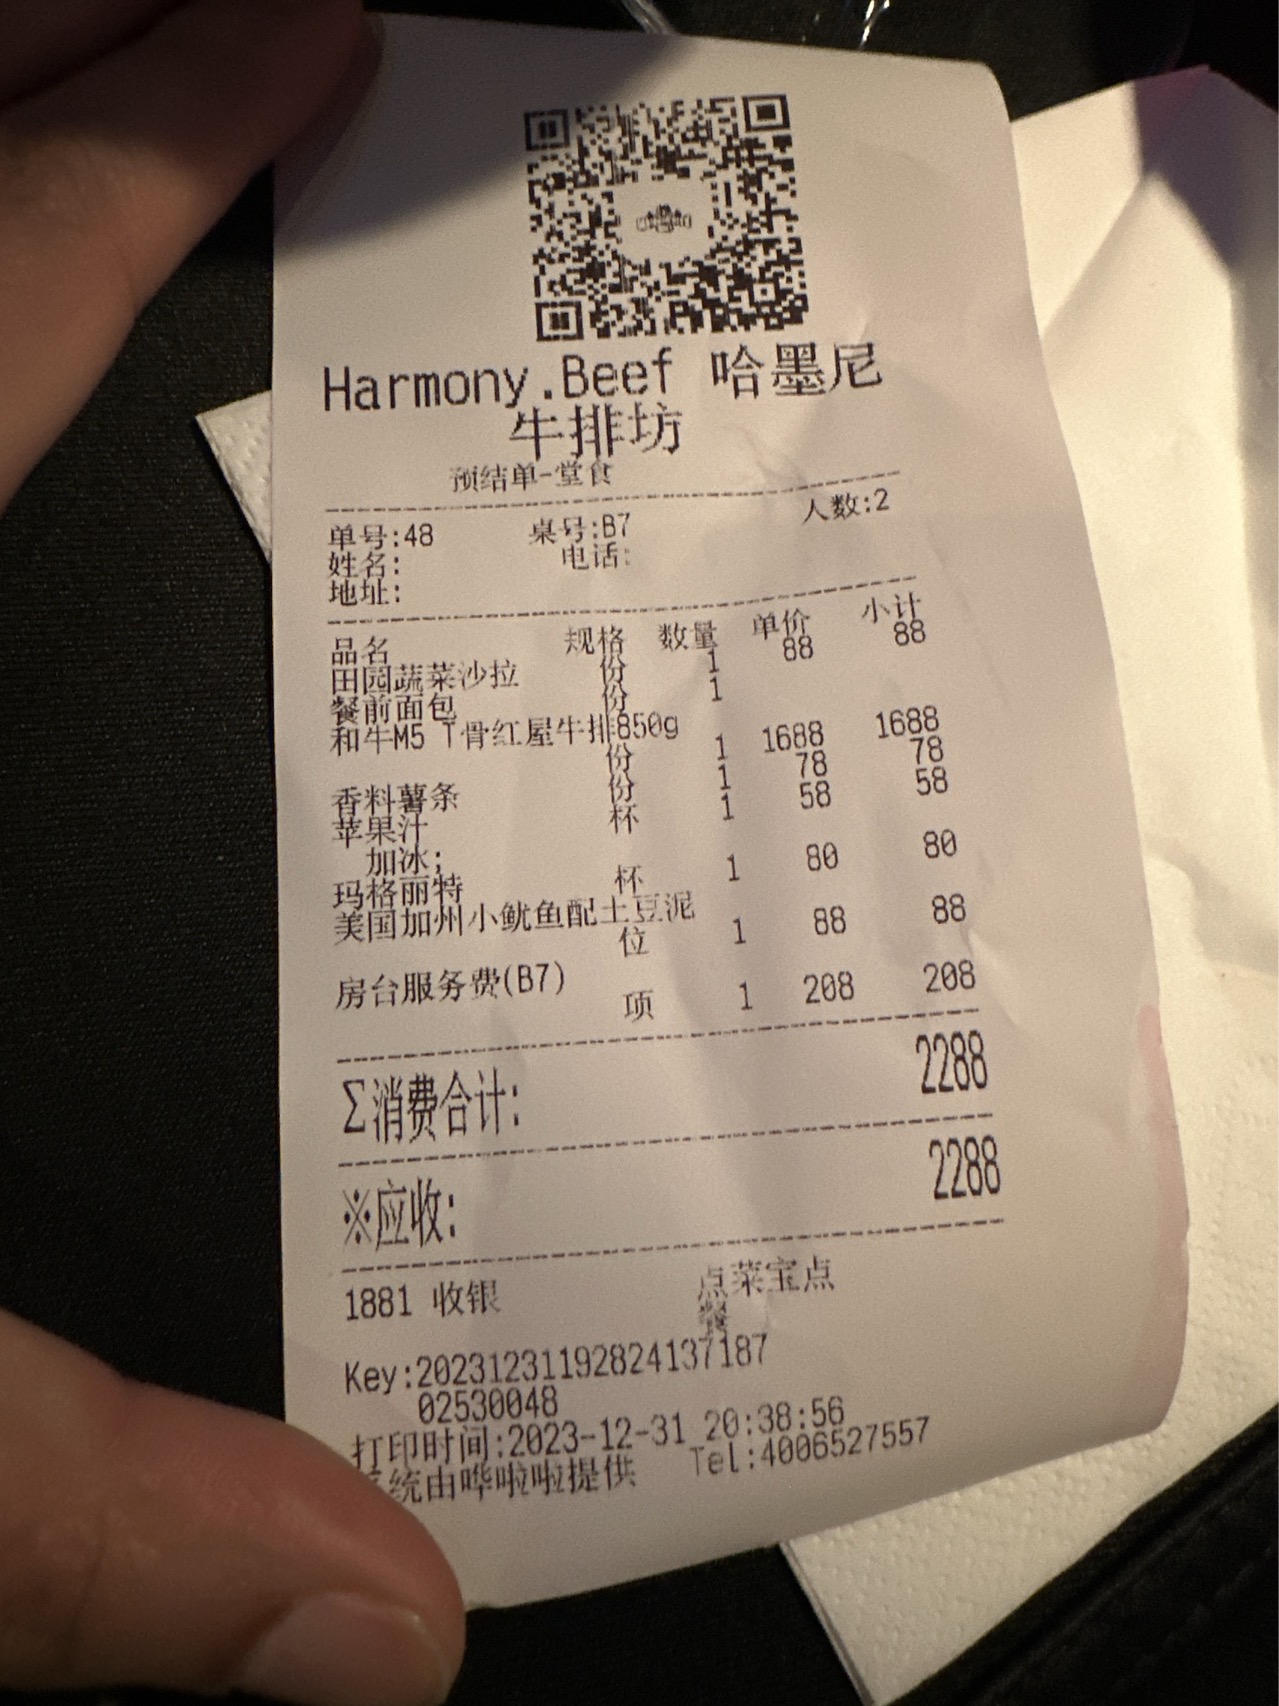 Harmony.Beef 哈墨尼
牛排坊
预结单-堂食
单号:48 桌号:B7 人数:2
姓名: 电话:
地址:
品名 规格 数量 单价 小计
田园蔬菜沙拉 份 1 88 88
餐前面包 份 1
和牛M5 T骨红屋牛排850g
份 1 1688 1688
香料薯条 份 1 78 78
苹果汁 杯 1 58 58
加冰;
玛格丽特 杯 1 80 80
美国加州小鱿鱼配土豆泥
位 1 88 88
房台服务费(B7)
项 1 208 208
Σ消费合计: 2288
※应收: 2288
1881 收银 点菜宝点
餐
Key:20231231192824137187
02530048
打印时间:2023-12-31 20:38:56
统由哗啦啦提供 Tel:4006527557